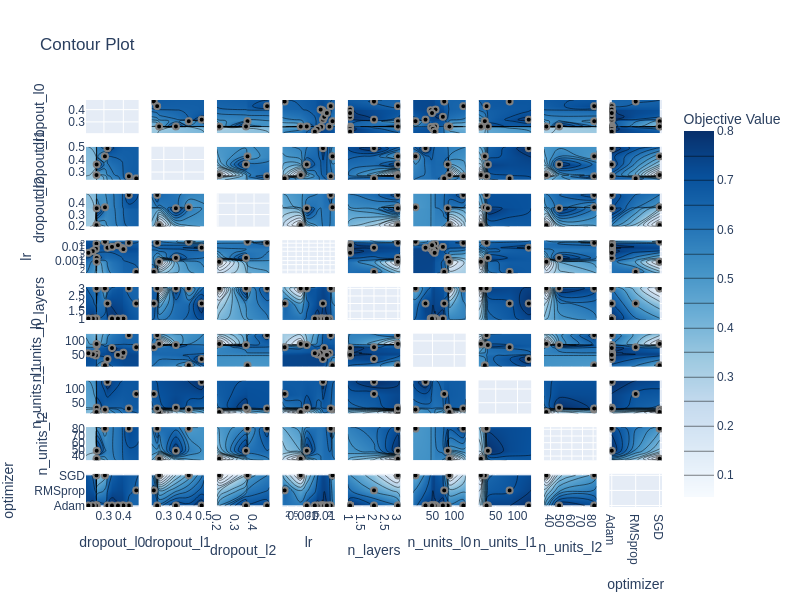 Contour Plot
Objective Value
0.8
0.7
0.6
0.5
0.4
0.3
0.2
0.1
dropout_l0
0.4
0.3
dropout_l1
0.5
0.4
0.3
dropout_l2
0.4
0.3
0.2
lr
0.01
0.001
n_layers
3
2.5
2
1.5
1
n_units_l0
100
50
n_units_l1
100
50
n_units_l2
80
40
optimizer
SGD
RMSprop
Adam
0.3 0.4
0.3 0.4 0.5
0.2 0.3 0.4
0.01
1 1.5 2 2.5 3
50 100
50 100
40 50 60 70 80
Adam RMSprop SGD
dropout_l0
dropout_l1
dropout_l2
lr
n_layers
n_units_l0
n_units_l1
n_units_l2
optimizer